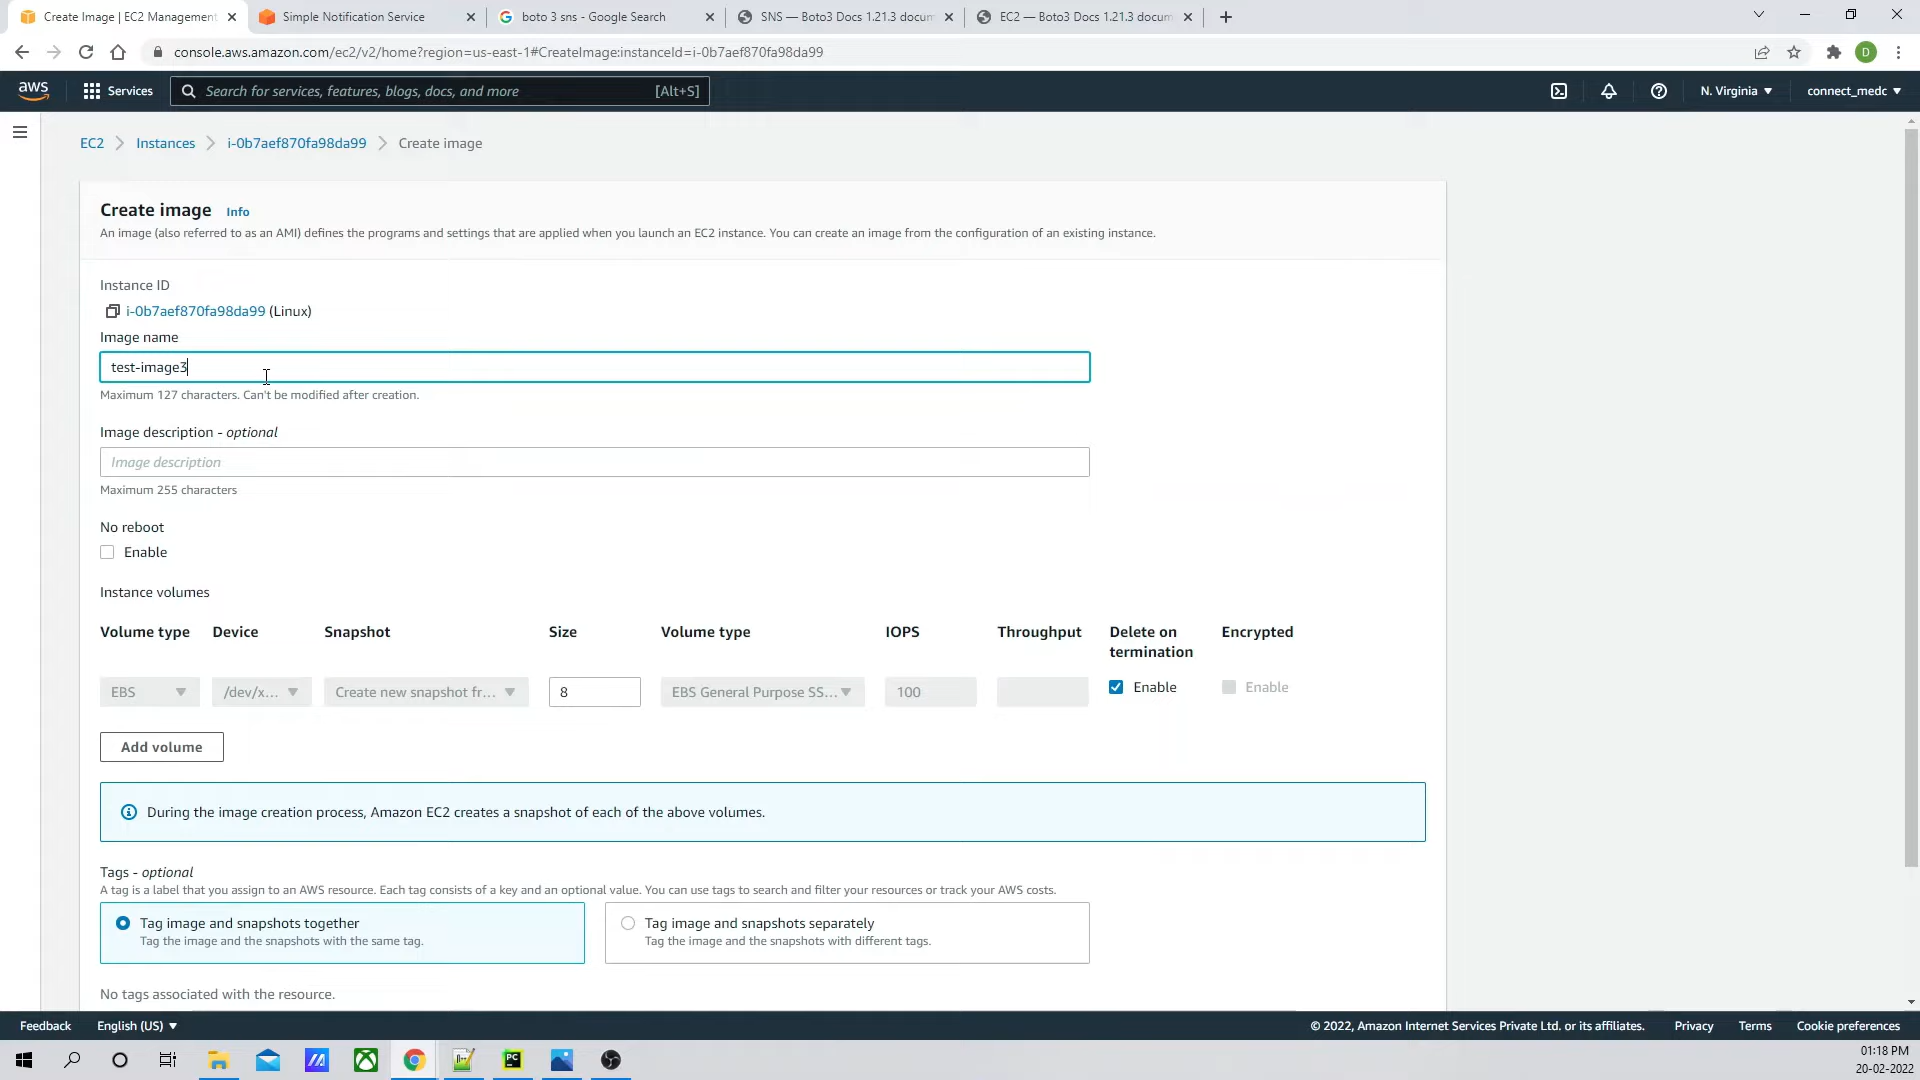 Create Image | EC2 Management
Simple Notification Service
boto 3 sns - Google Search
SNS — Boto3 Docs 1.21.3 docum
EC2 — Boto3 Docs 1.21.3 docum
console.aws.amazon.com/ec2/v2/home?region=us-east-1#CreateImage:instanceId=i-0b7aef870fa98da99
D
aws
Services
Search for services, features, blogs, docs, and more
[Alt+S]
N. Virginia
connect_medc
EC2
Instances
i-0b7aef870fa98da99
Create image
Create image Info
An image (also referred to as an AMI) defines the programs and settings that are applied when you launch an EC2 instance. You can create an image from the configuration of an existing instance.
Instance ID
i-0b7aef870fa98da99 (Linux)
Image name
test-image3
Maximum 127 characters. Can't be modified after creation.
Image description - optional
Image description
Maximum 255 characters
No reboot
Enable
Instance volumes
Volume type Device Snapshot Size Volume type IOPS Throughput Delete on termination Encrypted
EBS /dev/x... Create new snapshot fr... 8 EBS General Purpose SS... 100 Enable Enable
Add volume
During the image creation process, Amazon EC2 creates a snapshot of each of the above volumes.
Tags - optional
A tag is a label that you assign to an AWS resource. Each tag consists of a key and an optional value. You can use tags to search and filter your resources or track your AWS costs.
Tag image and snapshots together
Tag the image and the snapshots with the same tag.
Tag image and snapshots separately
Tag the image and the snapshots with different tags.
No tags associated with the resource.
Feedback
English (US)
© 2022, Amazon Internet Services Private Ltd. or its affiliates.
Privacy
Terms
Cookie preferences
PC
01:18 PM
20-02-2022